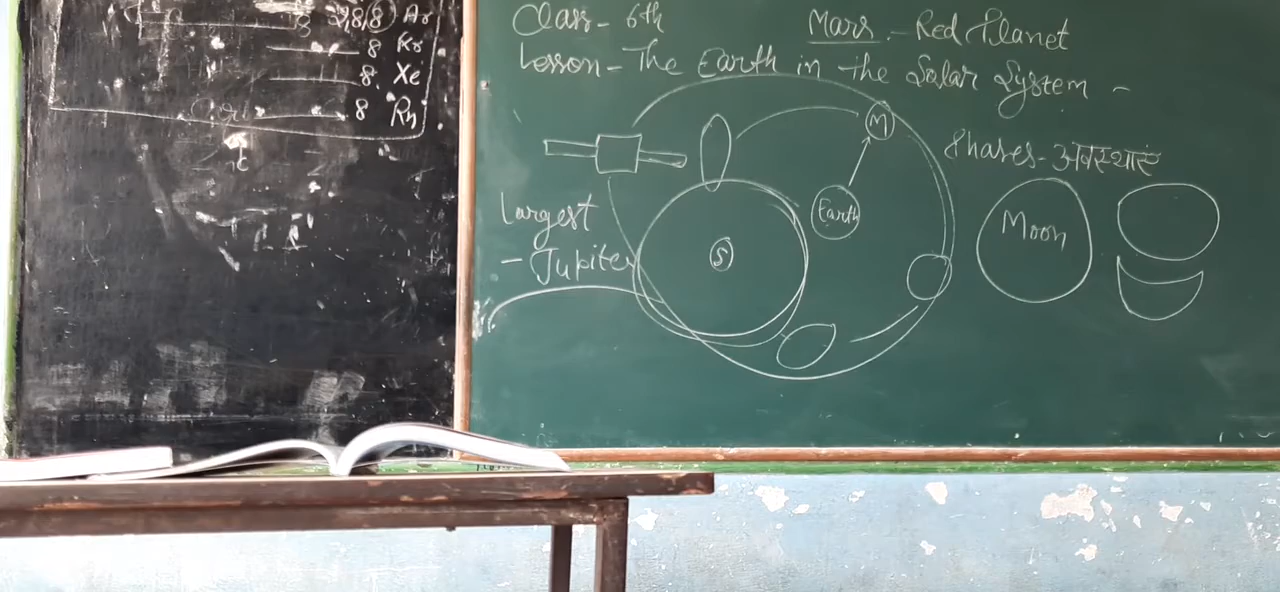 2,8,8 Ar
8 Kr
8 Xe
8 Rn
Class - 6th
Mars - Red Planet
Lesson - The Earth in the Solar System -
M
Phases - अवस्थाएं
Earth
Moon
Largest
- Jupiter
S